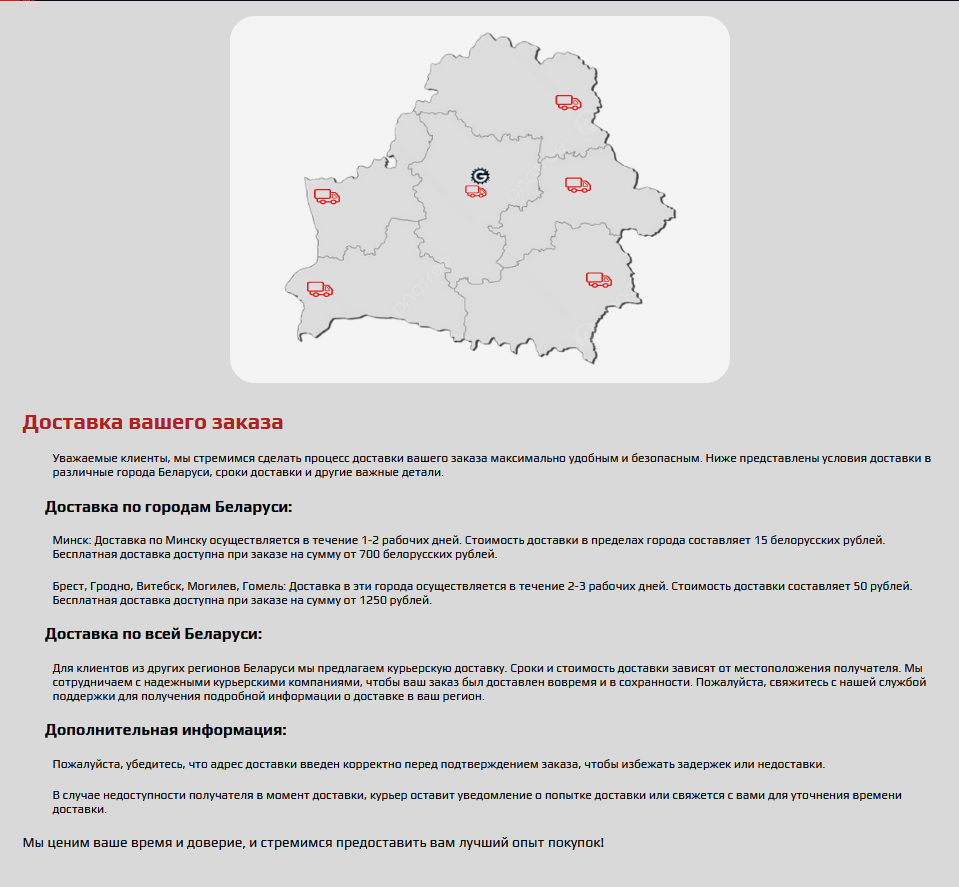 Доставка вашего заказа
Уважаемые клиенты, мы стремимся сделать процесс доставки вашего заказа максимально удобным и безопасным. Ниже представлены условия доставки в
различные города Беларуси, сроки доставки и другие важные детали.
Доставка по городам Беларуси:
Минск: Доставка по Минску осуществляется в течение 1-2 рабочих дней. Стоимость доставки в пределах города составляет 15 белорусских рублей.
Бесплатная доставка доступна при заказе на сумму от 700 белорусских рублей.
Брест, Гродно, Витебск, Могилев, Гомель: Доставка в эти города осуществляется в течение 2-3 рабочих дней. Стоимость доставки составляет 50 рублей.
Бесплатная доставка доступна при заказе на сумму от 1250 рублей.
Доставка по всей Беларуси:
Для клиентов из других регионов Беларуси мы предлагаем курьерскую доставку. Сроки и стоимость доставки зависят от местоположения получателя. Мы
сотрудничаем с надежными курьерскими компаниями, чтобы ваш заказ был доставлен вовремя и в сохранности. Пожалуйста, свяжитесь с нашей службой
поддержки для получения подробной информации о доставке в ваш регион.
Дополнительная информация:
Пожалуйста, убедитесь, что адрес доставки введен корректно перед подтверждением заказа, чтобы избежать задержек или недоставки.
В случае недоступности получателя в момент доставки, курьер оставит уведомление о попытке доставки или свяжется с вами для уточнения времени
доставки.
Мы ценим ваше время и доверие, и стремимся предоставить вам лучший опыт покупок!